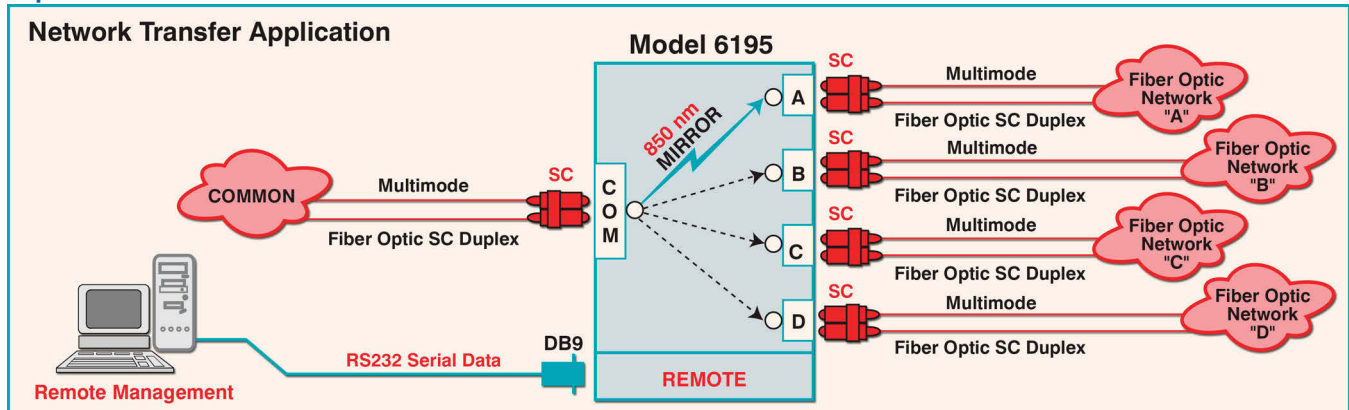 Network Transfer Application
Model 6195
COMMON
Multimode
Fiber Optic SC Duplex
SC
COM
850 nm
MIRROR
A
SC
Multimode
Fiber Optic SC Duplex
Fiber Optic
Network
"A"
B
SC
Multimode
Fiber Optic SC Duplex
Fiber Optic
Network
"B"
C
SC
Multimode
Fiber Optic SC Duplex
Fiber Optic
Network
"C"
D
SC
Multimode
Fiber Optic SC Duplex
Fiber Optic
Network
"D"
Remote Management
RS232 Serial Data
DB9
REMOTE